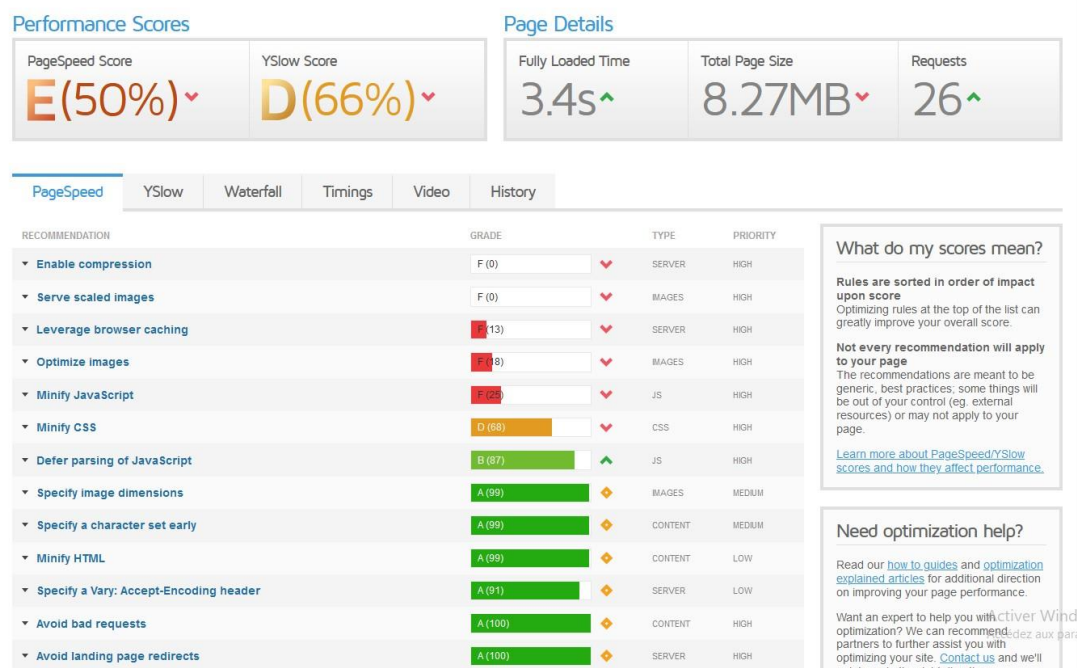 Performance Scores
Page Details
PageSpeed Score
YSlow Score
Fully Loaded Time
Total Page Size
Requests
E(50%)
D(66%)
3.4s
8.27MB
26
PageSpeed
YSlow
Waterfall
Timings
Video
History
RECOMMENDATION GRADE TYPE PRIORITY
Enable compression F (0) SERVER HIGH
Serve scaled images F (0) IMAGES HIGH
Leverage browser caching F (13) SERVER HIGH
Optimize images F (18) IMAGES HIGH
Minify JavaScript F (25) JS HIGH
Minify CSS D (68) CSS HIGH
Defer parsing of JavaScript B (87) JS HIGH
Specify image dimensions A (99) IMAGES MEDIUM
Specify a character set early A (99) CONTENT MEDIUM
Minify HTML A (99) CONTENT LOW
Specify a Vary: Accept-Encoding header A (91) SERVER LOW
Avoid bad requests A (100) CONTENT HIGH
Avoid landing page redirects A (100) SERVER HIGH
What do my scores mean?
Rules are sorted in order of impact
upon score
Optimizing rules at the top of the list can
greatly improve your overall score.
Not every recommendation will apply
to your page
The recommendations are meant to be
generic, best practices; some things will
be out of your control (eg. external
resources) or may not apply to your
page.
Learn more about PageSpeed/YSlow
scores and how they affect performance.
Need optimization help?
Read our how to guides and optimization
explained articles for additional direction
on improving your page performance.
Want an expert to help you with
optimization? We can recommend
partners to further assist you with
optimizing your site. Contact us and we'll
Activer Wind
Accédez aux para